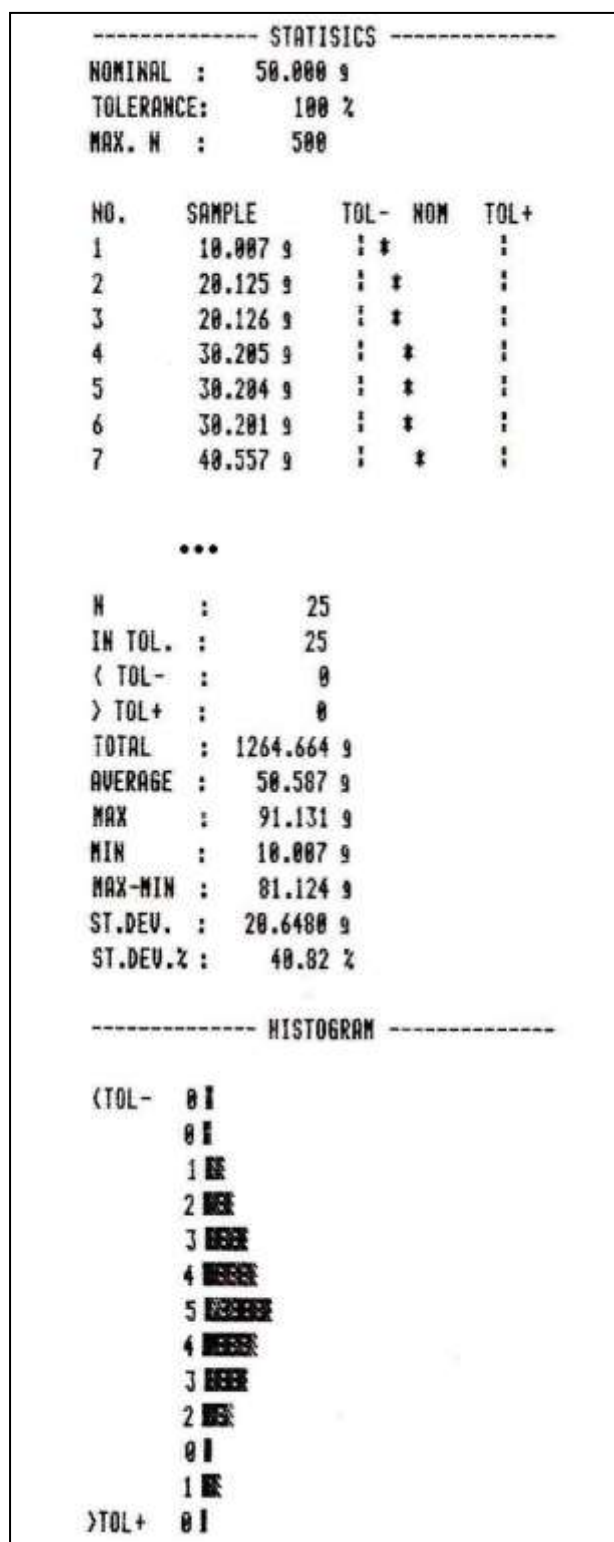 -------------- STATISICS --------------
NOMINAL : 50.000 g
TOLERANCE: 100 %
MAX. N : 500
NO. SAMPLE TOL- NOM TOL+
1 10.007 g ¦ * ¦
2 20.125 g ¦ * ¦
3 20.126 g ¦ * ¦
4 30.205 g ¦ * ¦
5 30.204 g ¦ * ¦
6 30.201 g ¦ * ¦
7 40.557 g ¦ * ¦
•••
N : 25
IN TOL. : 25
< TOL- : 0
> TOL+ : 0
TOTAL : 1264.664 g
AVERAGE : 50.587 g
MAX : 91.131 g
MIN : 10.007 g
MAX-MIN : 81.124 g
ST.DEV. : 20.6480 g
ST.DEV.% : 40.82 %
-------------- HISTOGRAM --------------
<TOL- 0
0
1
2
3
4
5
4
3
2
0
1
>TOL+ 0